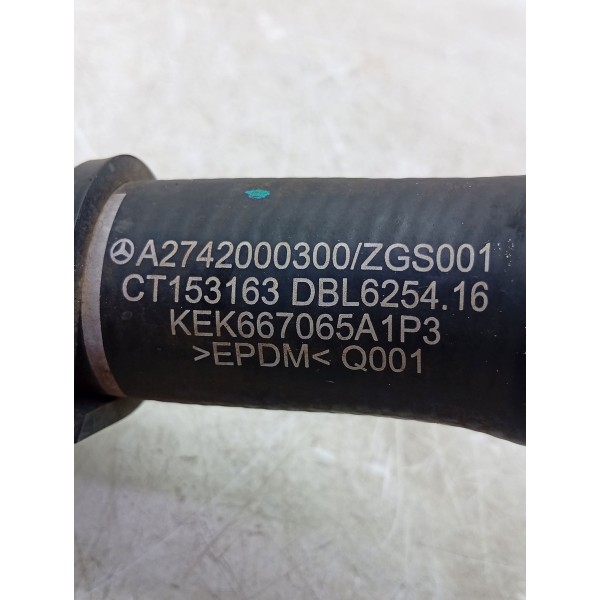 A2742000300/ZGS001
CT153163 DBL6254.16
KEK667065A1P3
>EPDM< Q001